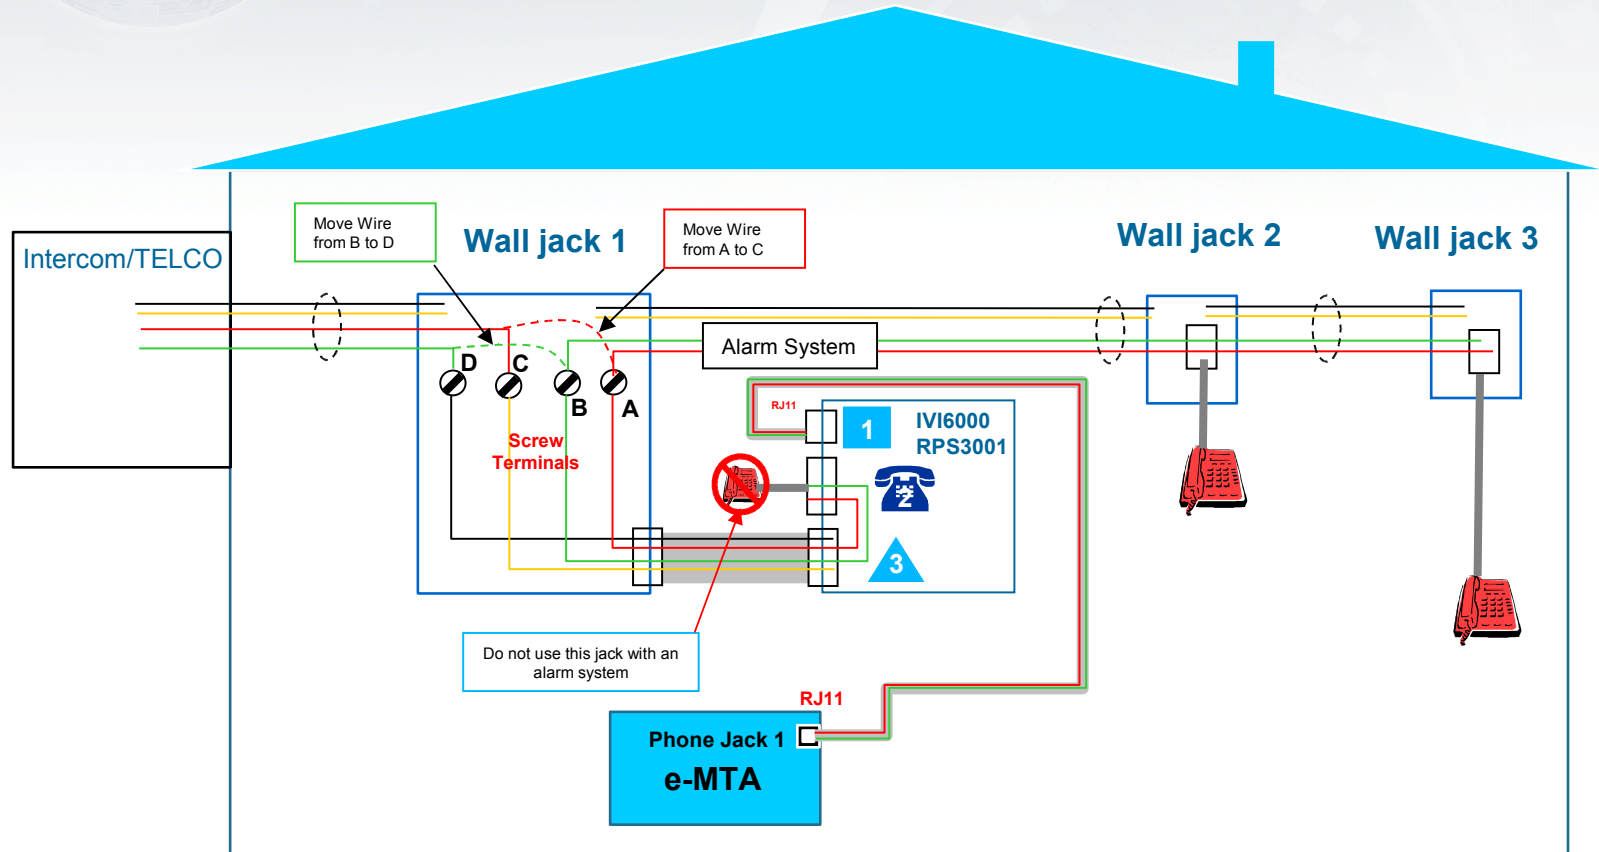 Move Wire
from B to D
Wall jack 1
Move Wire
from A to C
Wall jack 2
Wall jack 3
Intercom/TELCO
Alarm System
D
C
B
A
Screw
Terminals
RJ11
1
IVI6000
RPS3001
2
3
Do not use this jack with an
alarm system
RJ11
Phone Jack 1
e-MTA